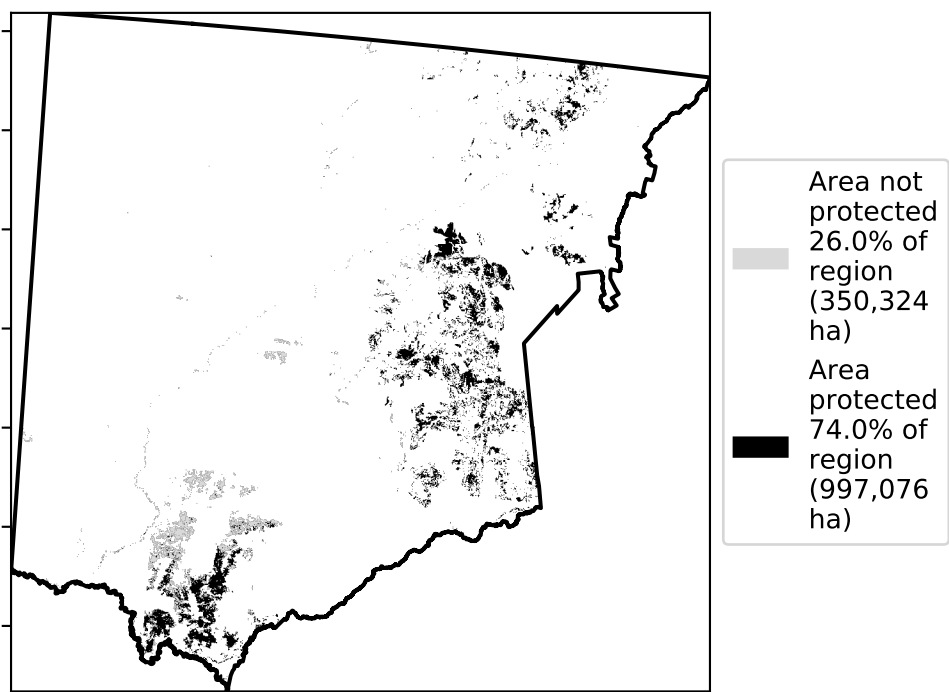 Area not
protected
26.0% of
region
(350,324
ha)
Area
protected
74.0% of
region
(997,076
ha)